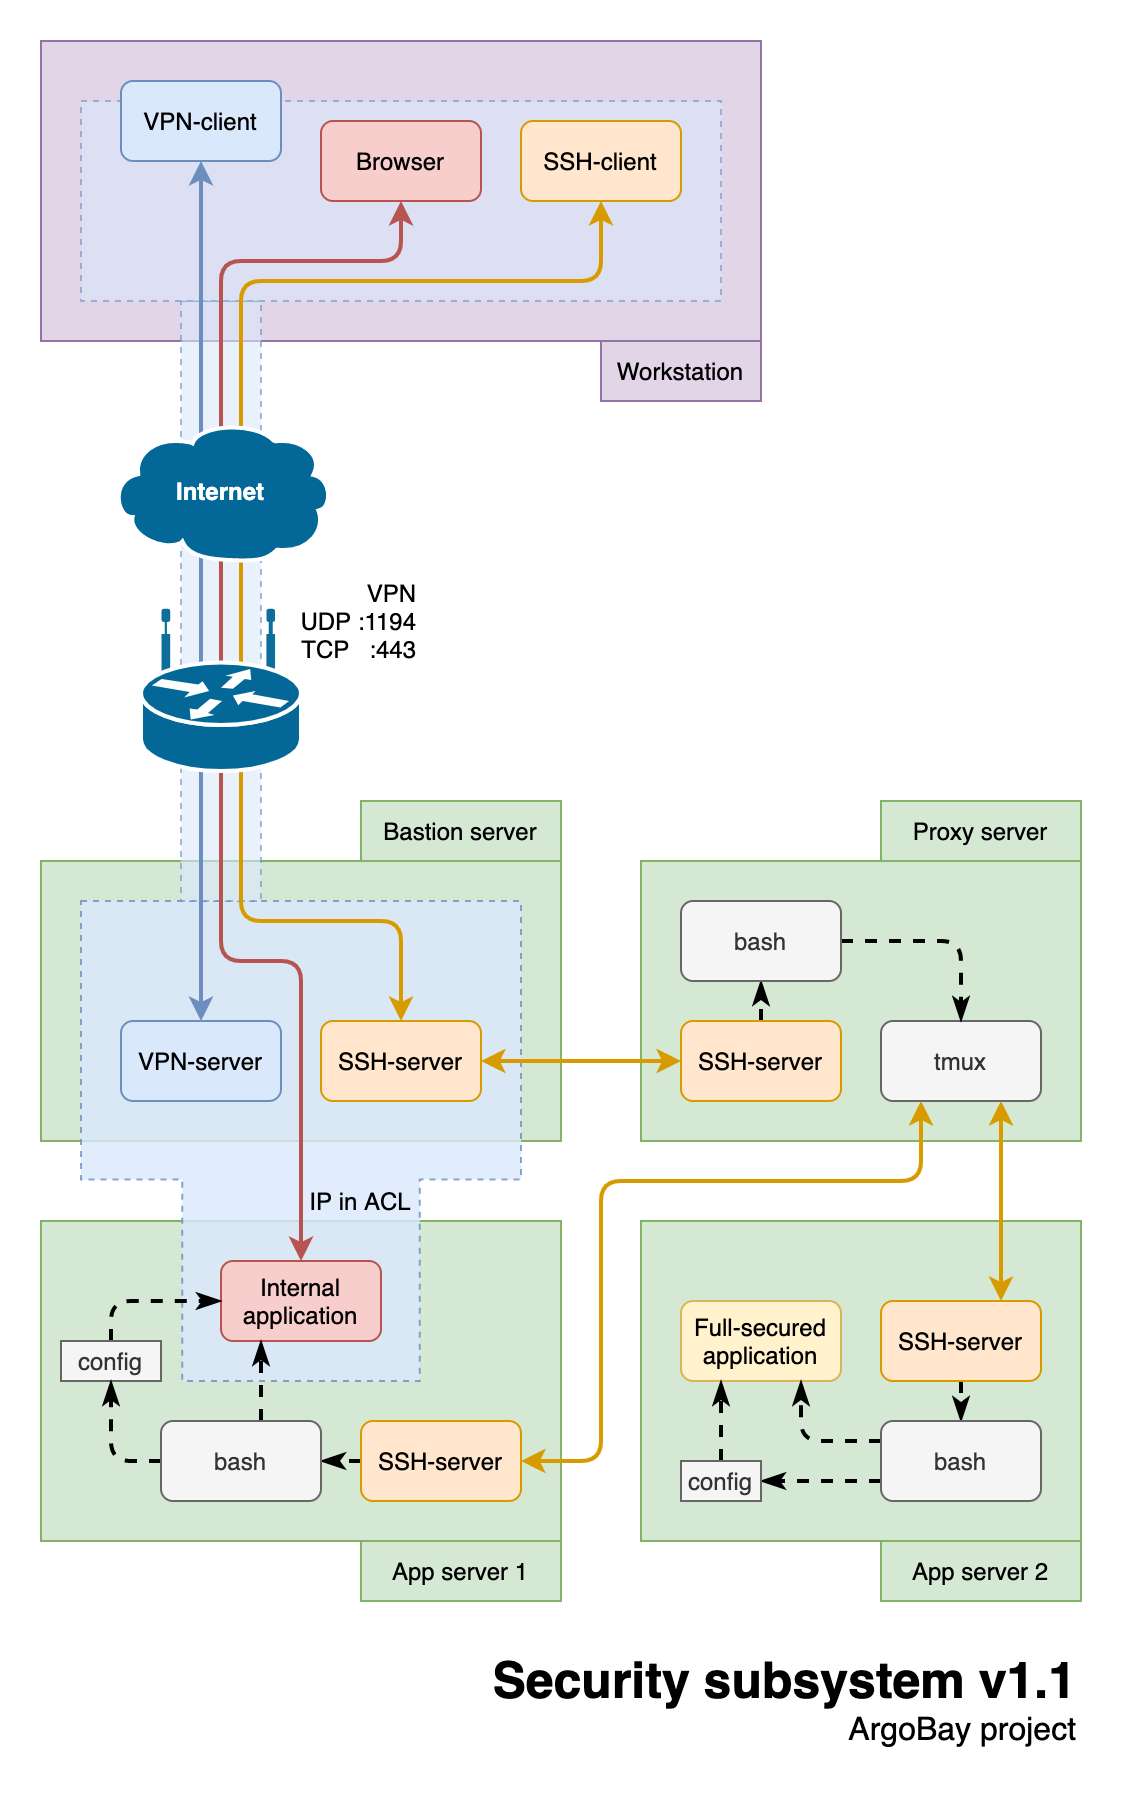 VPN-client
Browser
SSH-client
Workstation
Internet
VPN
UDP :1194
TCP :443
Bastion server
Proxy server
bash
VPN-server
SSH-server
SSH-server
tmux
IP in ACL
Internal
application
config
bash
SSH-server
Full-secured
application
SSH-server
config
bash
App server 1
App server 2
Security subsystem v1.1
ArgoBay project